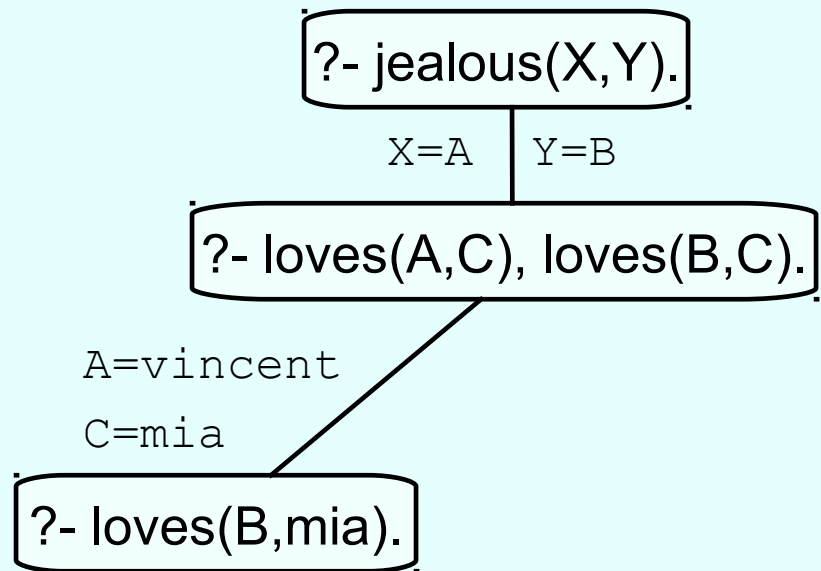 ?- jealous(X,Y).
X=A Y=B
?- loves(A,C), loves(B,C).
A=vincent
C=mia
?- loves(B,mia).